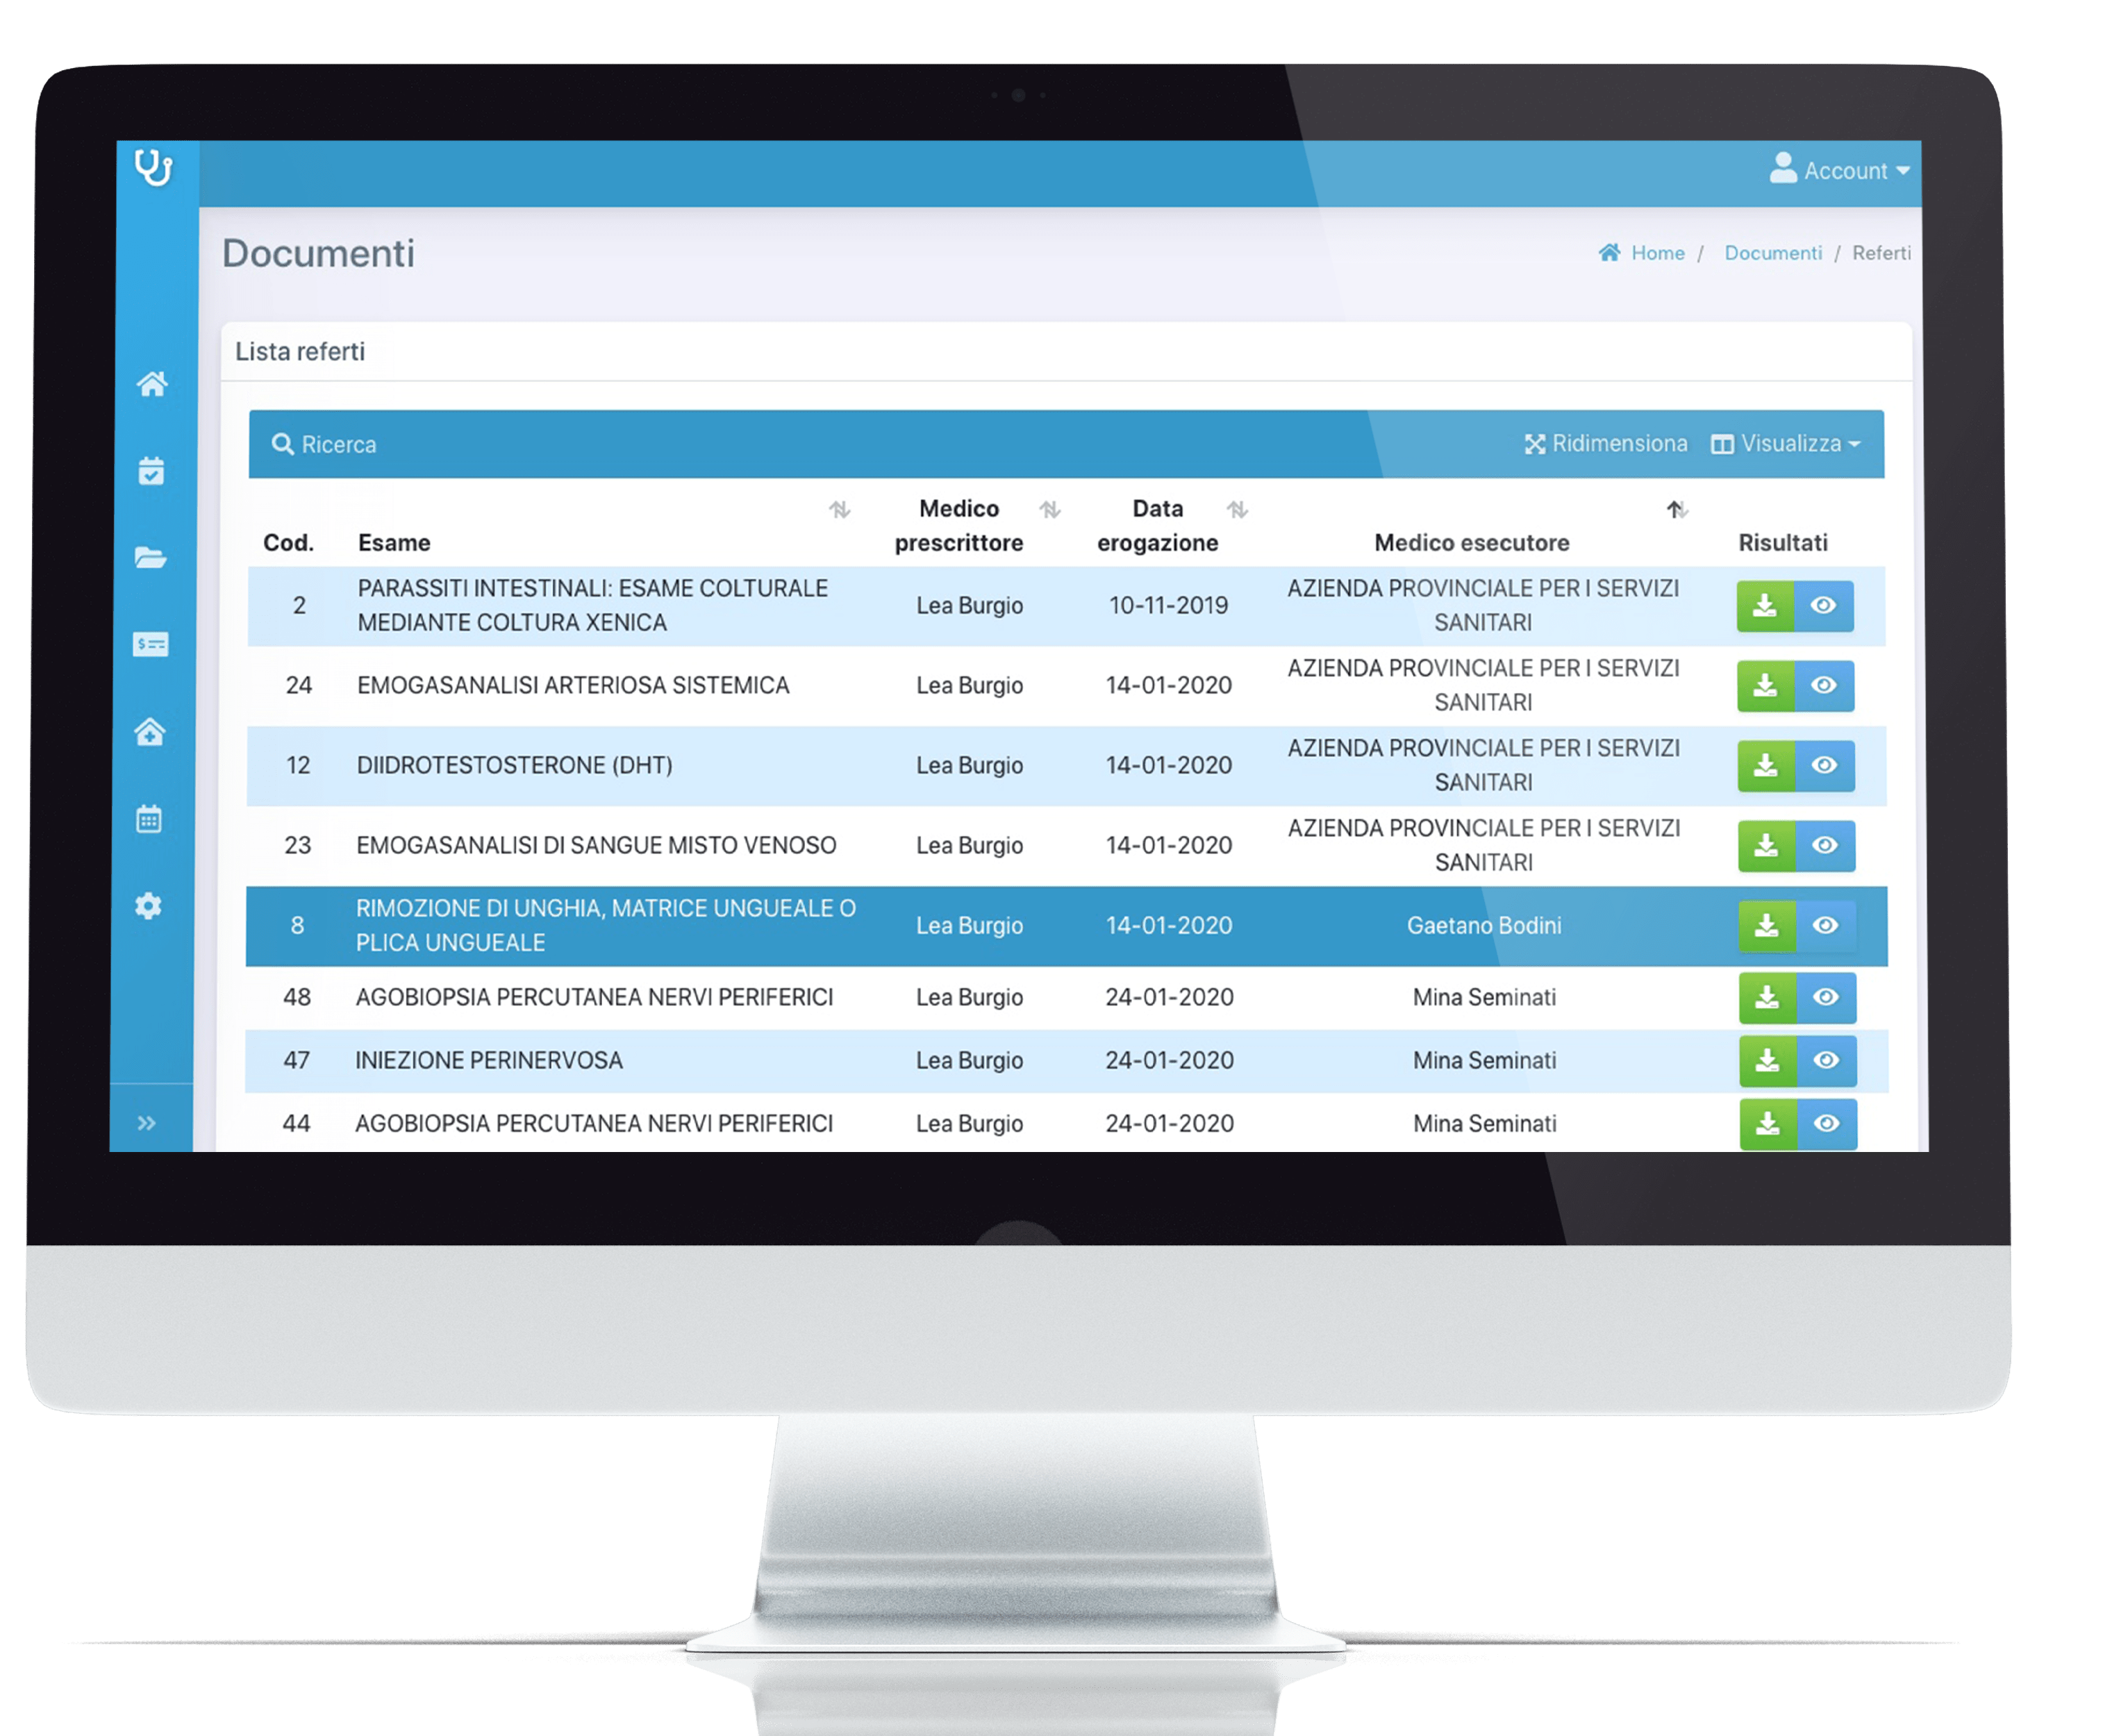 Account
Documenti
Home / Documenti / Referti
Lista referti
Ricerca
Ridimensiona Visualizza
Medico Data
Cod. Esame prescrittore erogazione Medico esecutore Risultati
PARASSITI INTESTINALI: ESAME COLTURALE AZIENDA PROVINCIALE PER I SERVIZI
2 Lea Burgio 10-11-2019
MEDIANTE COLTURA XENICA SANITARI
AZIENDA PROVINCIALE PER I SERVIZI
24 EMOGASANALISI ARTERIOSA SISTEMICA Lea Burgio 14-01-2020
SANITARI
AZIENDA PROVINCIALE PER I SERVIZI
12 DIIDROTESTOSTERONE (DHT) Lea Burgio 14-01-2020
SANITARI
AZIENDA PROVINCIALE PER I SERVIZI
23 EMOGASANALISI DI SANGUE MISTO VENOSO Lea Burgio 14-01-2020
SANITARI
RIMOZIONE DI UNGHIA, MATRICE UNGUEALE O
8 Lea Burgio 14-01-2020 Gaetano Bodini
PLICA UNGUEALE
48 AGOBIOPSIA PERCUTANEA NERVI PERIFERICI Lea Burgio 24-01-2020 Mina Seminati
47 INIEZIONE PERINERVOSA Lea Burgio 24-01-2020 Mina Seminati
44 AGOBIOPSIA PERCUTANEA NERVI PERIFERICI Lea Burgio 24-01-2020 Mina Seminati